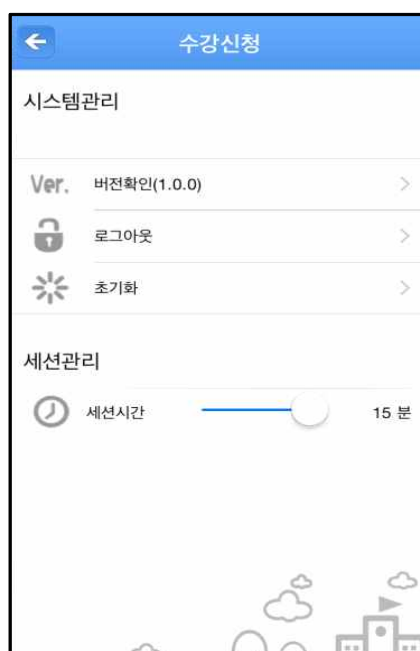 수강신청
시스템관리
Ver. 버전확인(1.0.0)
로그아웃
초기화
세션관리
세션시간 15 분